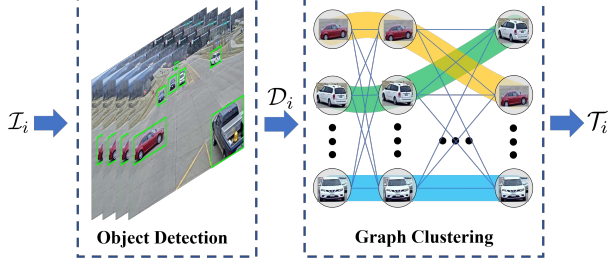 𝓘ᵢ
𝓓ᵢ
𝓣ᵢ
Object Detection
Graph Clustering